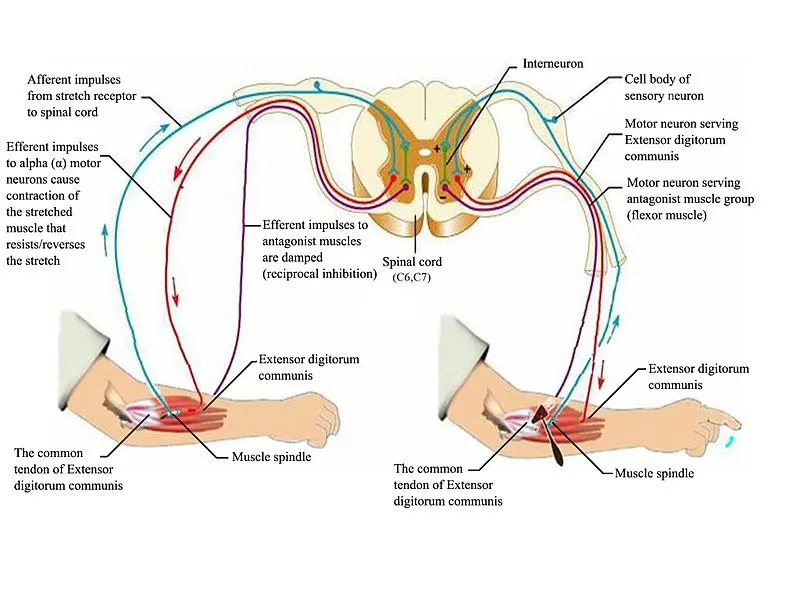 Interneuron
Afferent impulses
from stretch receptor
to spinal cord
Cell body of
sensory neuron
Motor neuron serving
Extensor digitorum
communis
Efferent impulses
to alpha (α) motor
neurons cause
contraction of
the stretched
muscle that
resists/reverses
the stretch
Motor neuron serving
antagonist muscle group
(flexor muscle)
+
+
−
Efferent impulses to
antagonist muscles
are damped
(reciprocal inhibition)
Spinal cord
(C6,C7)
Extensor digitorum
communis
Extensor digitorum
communis
The common
tendon of Extensor
digitorum communis
Muscle spindle
The common
tendon of Extensor
digitorum communis
Muscle spindle